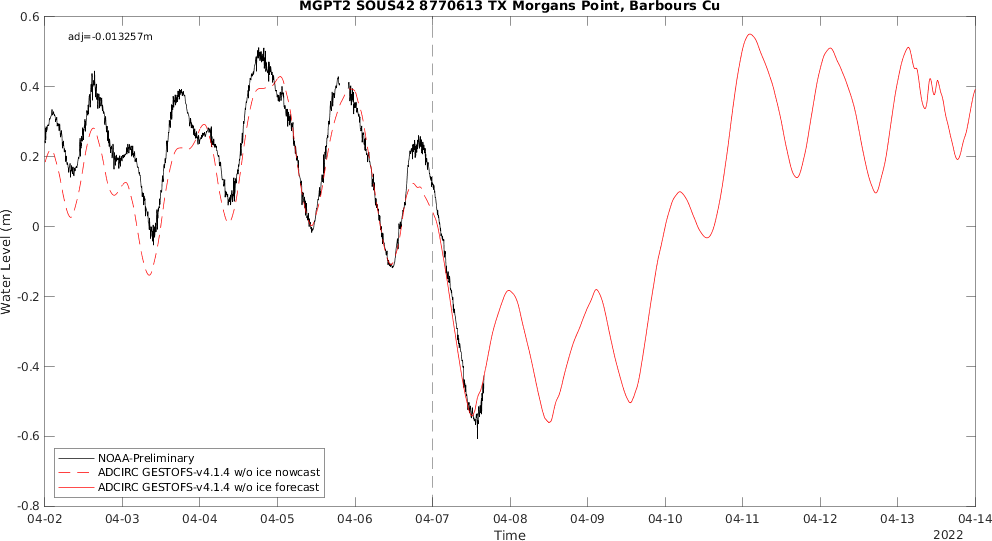 MGPT2 SOUS42 8770613 TX Morgans Point, Barbours Cu
adj=-0.013257m
0.6
0.4
0.2
0
-0.2
-0.4
-0.6
-0.8
Water Level (m)
NOAA-Preliminary
ADCIRC GESTOFS-v4.1.4 w/o ice nowcast
ADCIRC GESTOFS-v4.1.4 w/o ice forecast
04-02 04-03 04-04 04-05 04-06 04-07 04-08 04-09 04-10 04-11 04-12 04-13 04-14
Time
2022